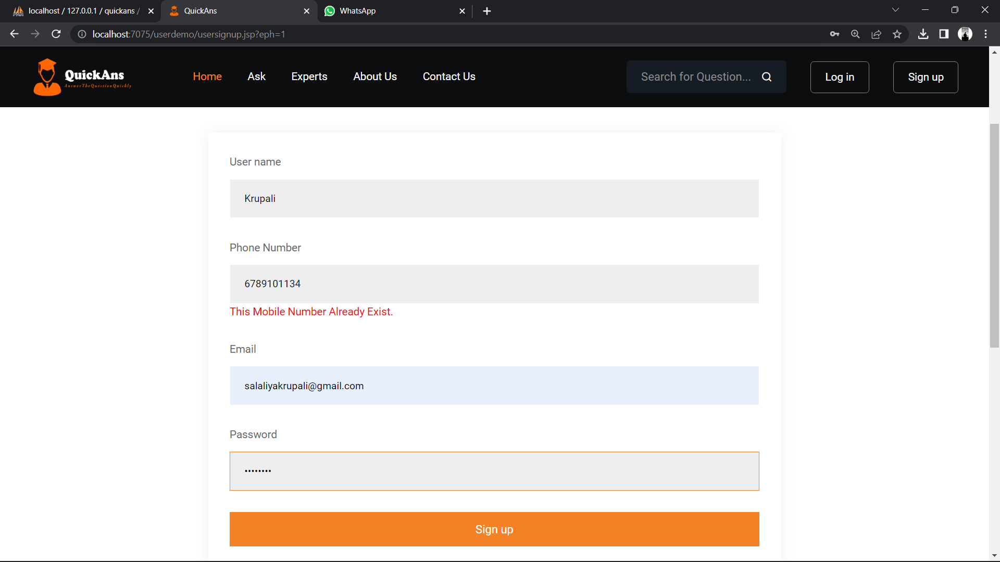 localhost / 127.0.0.1 / quickans /
QuickAns
WhatsApp
localhost:7075/userdemo/usersignup.jsp?eph=1
QuickAns
AnswerTheQuestionQuickly
Home
Ask
Experts
About Us
Contact Us
Search for Question...
Log in
Sign up
User name
Krupali
Phone Number
6789101134
This Mobile Number Already Exist.
Email
salaliyakrupali@gmail.com
Password
••••••••
Sign up